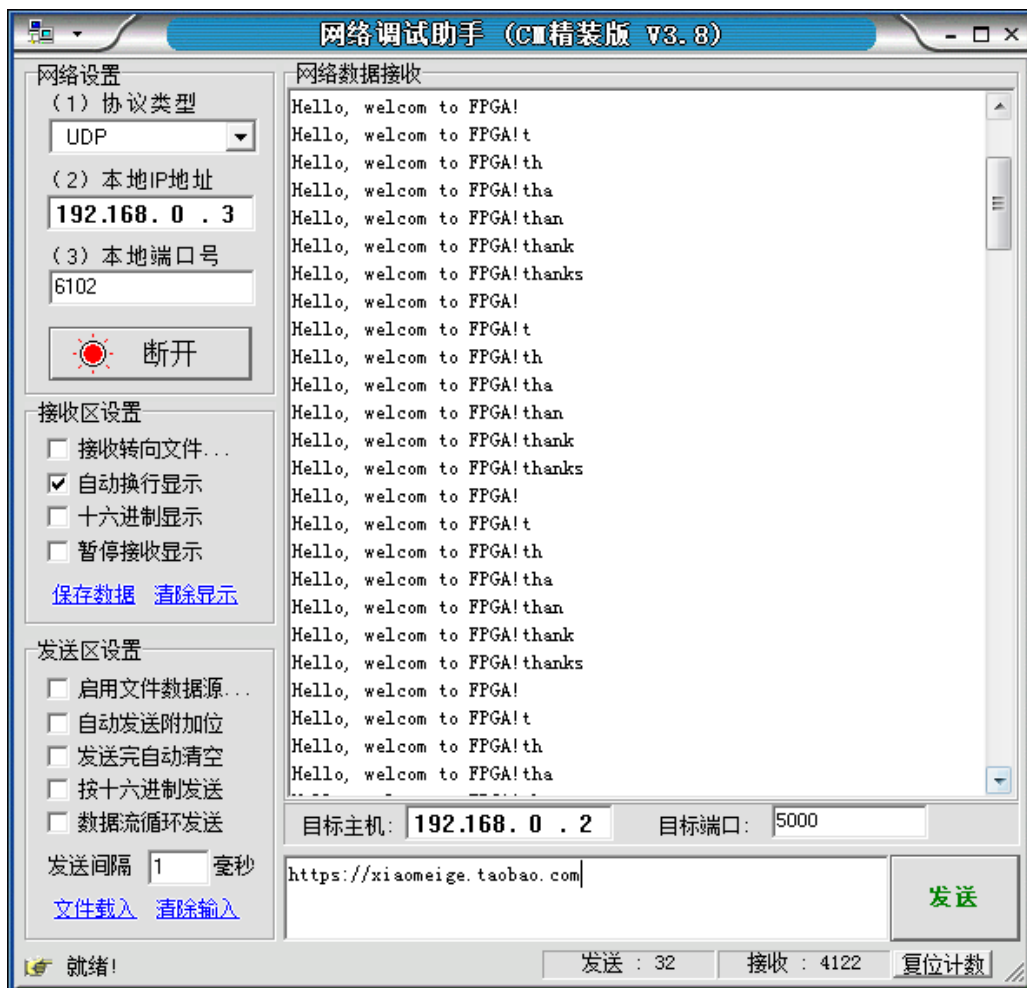 网络调试助手 (CⅢ精装版 V3.8)
网络设置
(1) 协议类型
UDP
(2) 本地IP地址
192.168. 0 . 3
(3) 本地端口号
6102
断开
接收区设置
接收转向文件...
自动换行显示
十六进制显示
暂停接收显示
保存数据 清除显示
发送区设置
启用文件数据源...
自动发送附加位
发送完自动清空
按十六进制发送
数据流循环发送
发送间隔 1 毫秒
文件载入 清除输入
网络数据接收
Hello, welcom to FPGA!
Hello, welcom to FPGA!t
Hello, welcom to FPGA!th
Hello, welcom to FPGA!tha
Hello, welcom to FPGA!than
Hello, welcom to FPGA!thank
Hello, welcom to FPGA!thanks
Hello, welcom to FPGA!
Hello, welcom to FPGA!t
Hello, welcom to FPGA!th
Hello, welcom to FPGA!tha
Hello, welcom to FPGA!than
Hello, welcom to FPGA!thank
Hello, welcom to FPGA!thanks
Hello, welcom to FPGA!
Hello, welcom to FPGA!t
Hello, welcom to FPGA!th
Hello, welcom to FPGA!tha
Hello, welcom to FPGA!than
Hello, welcom to FPGA!thank
Hello, welcom to FPGA!thanks
Hello, welcom to FPGA!
Hello, welcom to FPGA!t
Hello, welcom to FPGA!th
Hello, welcom to FPGA!tha
目标主机: 192.168. 0 . 2 目标端口: 5000
https://xiaomeige.taobao.com
发送
就绪! 发送 : 32 接收 : 4122 复位计数